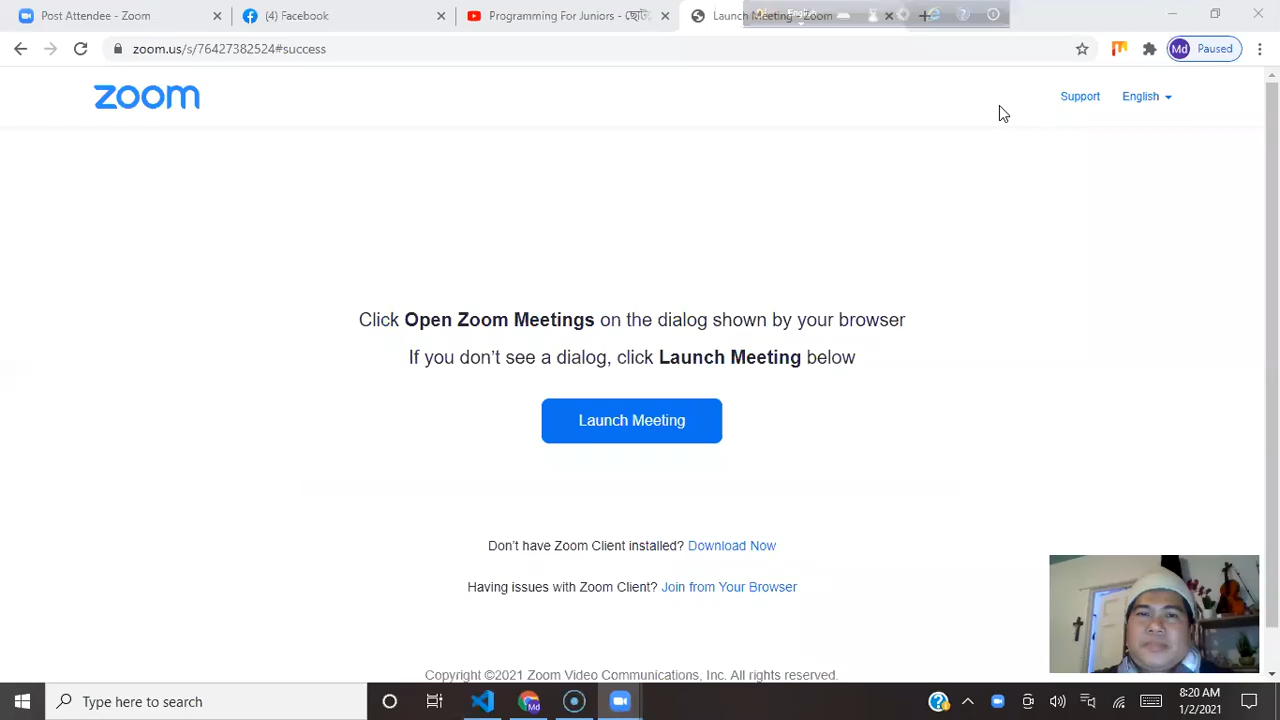 Post Attendee - Zoom
(4) Facebook
Programming For Juniors
Launch Meeting - Zoom
English
zoom.us/s/76427382524#success
Md
Paused
zoom
Support
English
Click Open Zoom Meetings on the dialog shown by your browser
If you don’t see a dialog, click Launch Meeting below
Launch Meeting
Don’t have Zoom Client installed? Download Now
Having issues with Zoom Client? Join from Your Browser
Copyright ©2021 Zoom Video Communications, Inc. All rights reserved.
Type here to search
Md
8:20 AM
1/2/2021